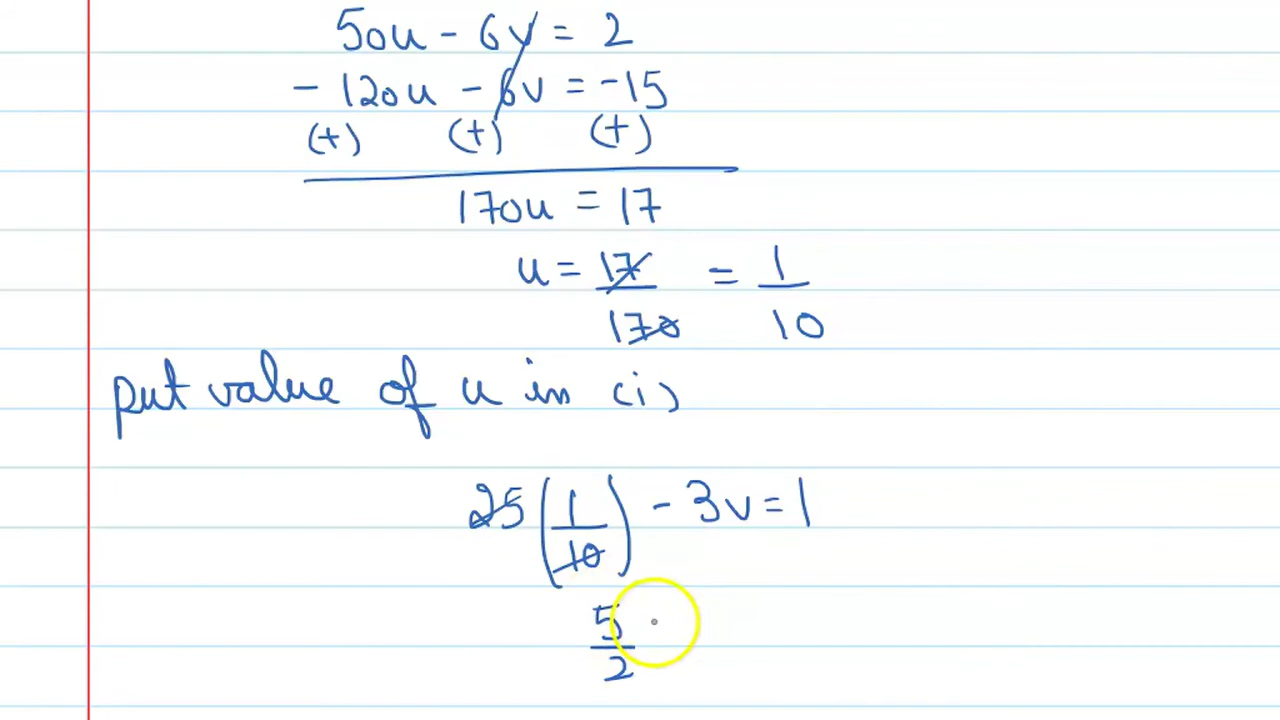 50u - 6v = 2
- 120u - 6v = -15
(+) (+) (+)
170u = 17
u = 17/170 = 1/10
put value of u in (i)
25(1/10) - 3v = 1
5/2